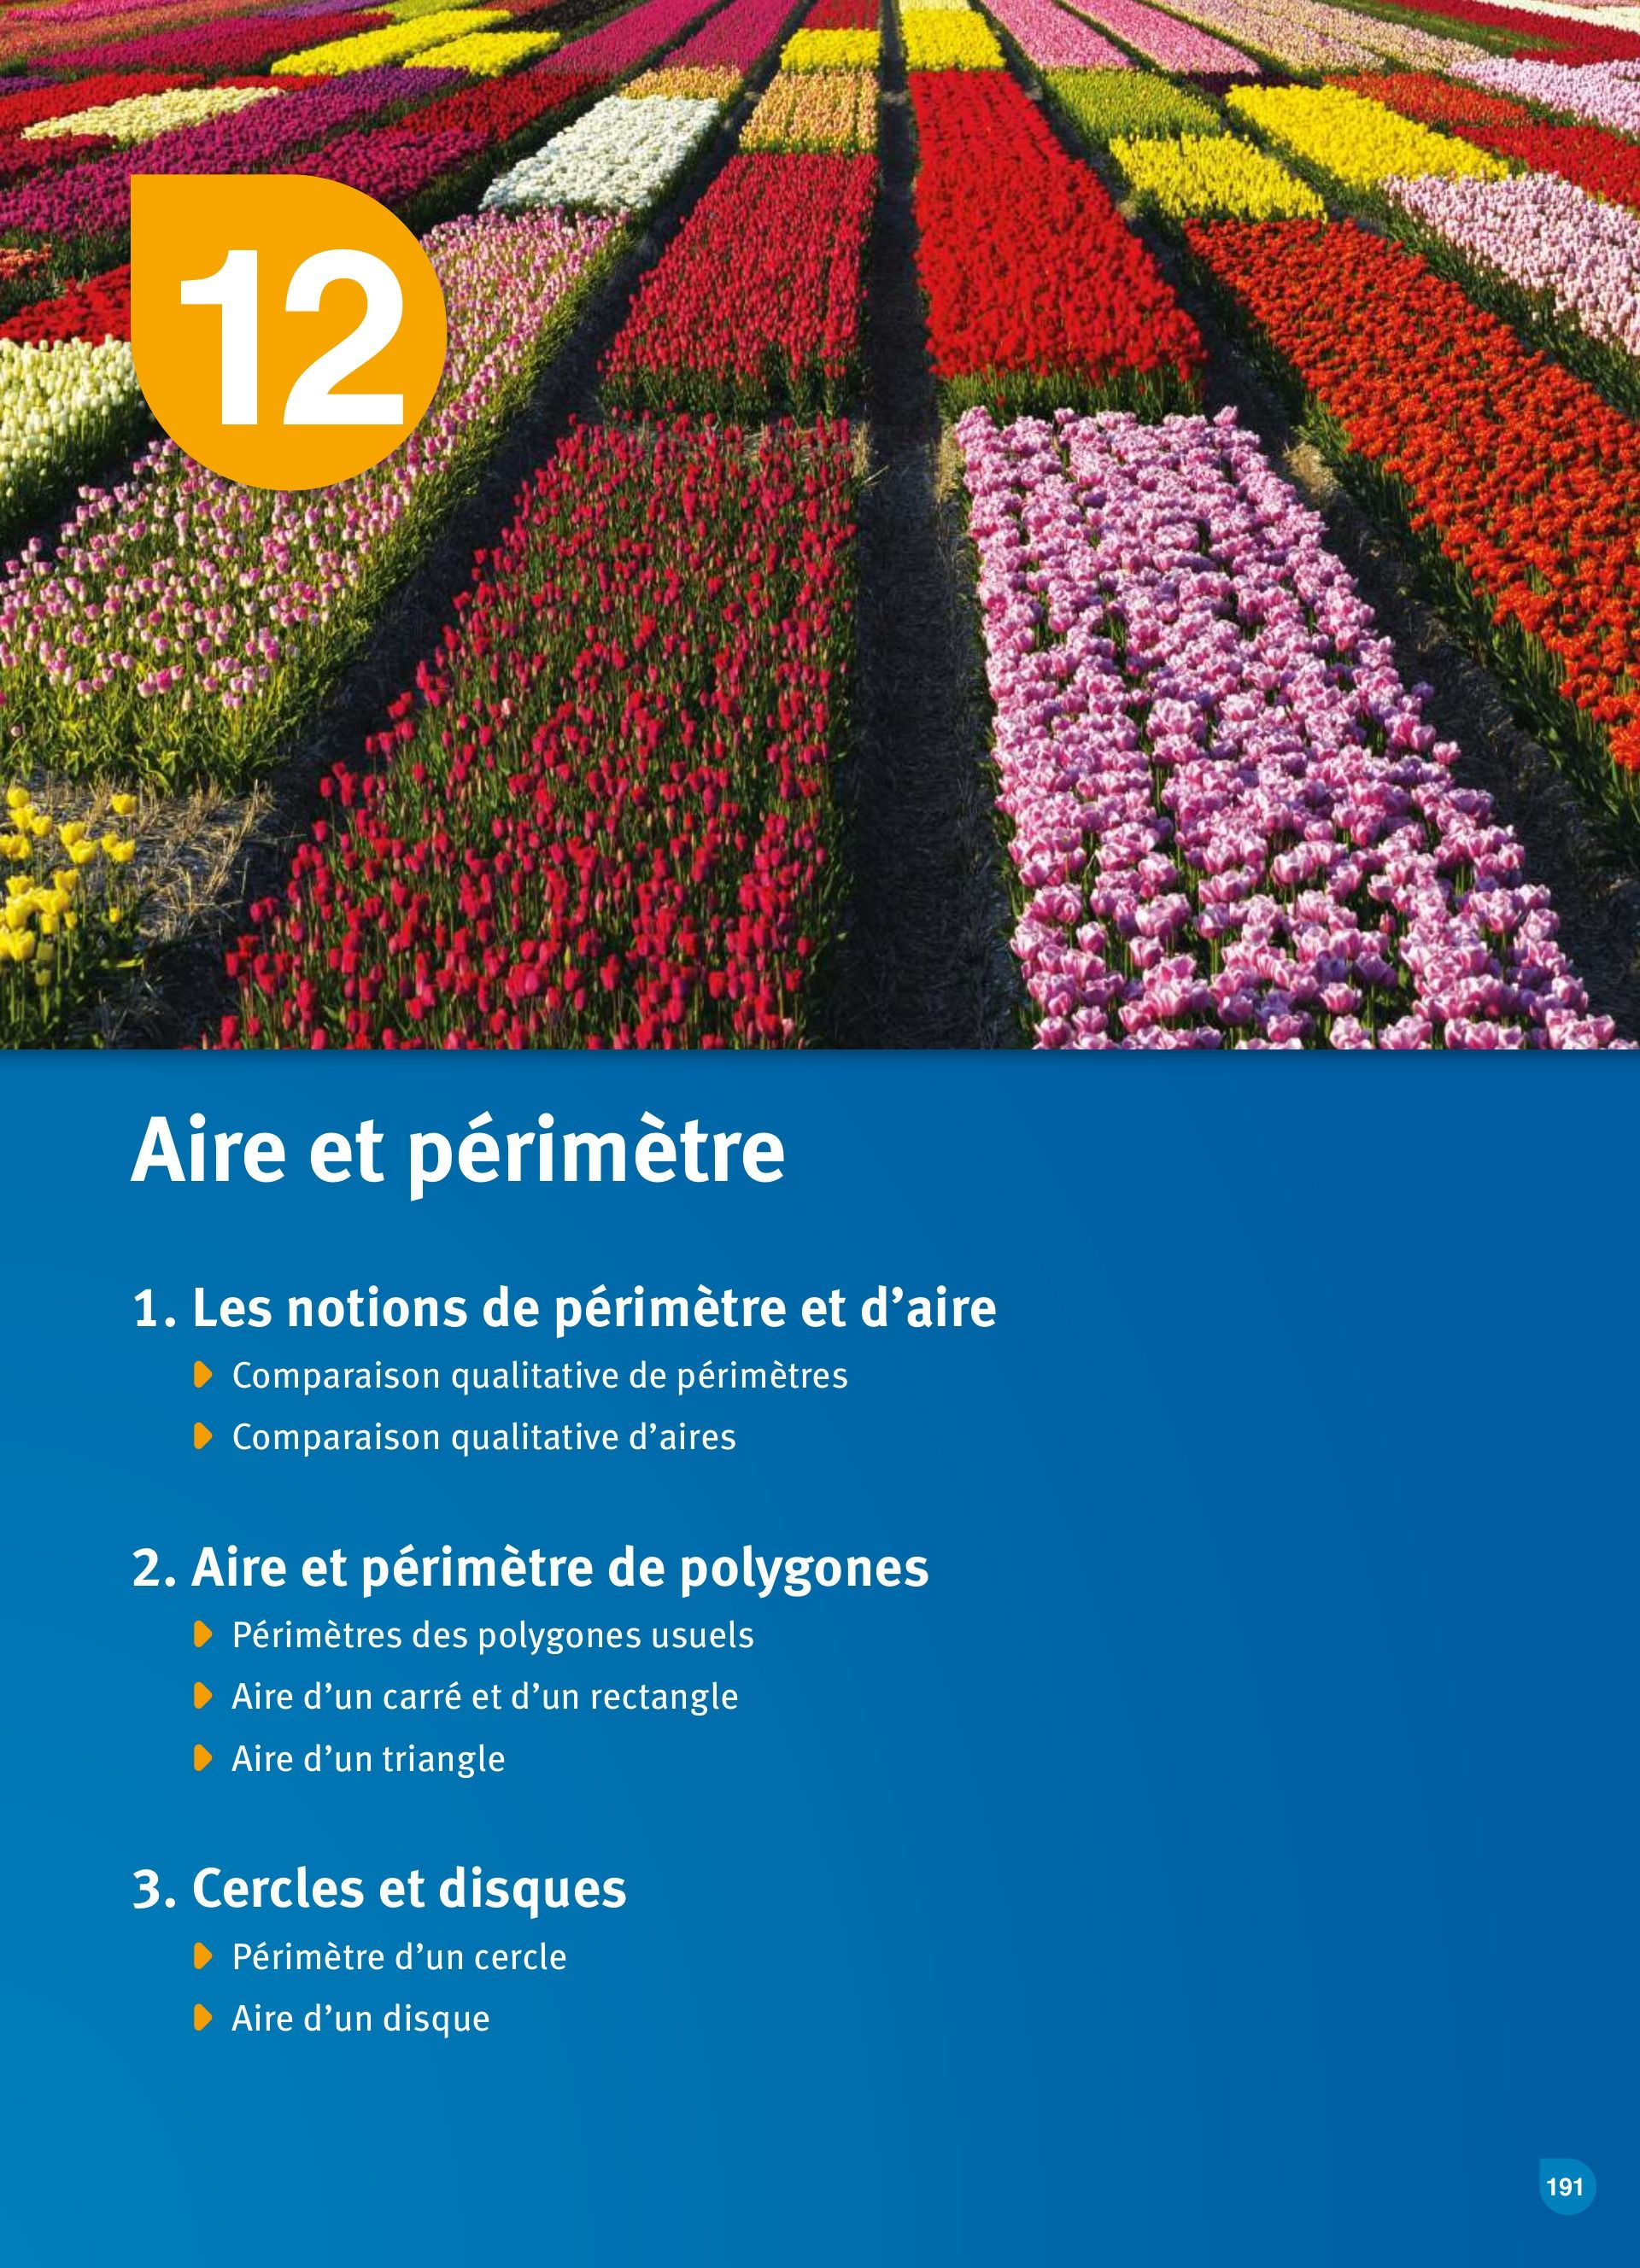 12
Aire et périmètre
1. Les notions de périmètre et d’aire
Comparaison qualitative de périmètres
Comparaison qualitative d’aires
2. Aire et périmètre de polygones
Périmètres des polygones usuels
Aire d’un carré et d’un rectangle
Aire d’un triangle
3. Cercles et disques
Périmètre d’un cercle
Aire d’un disque
191